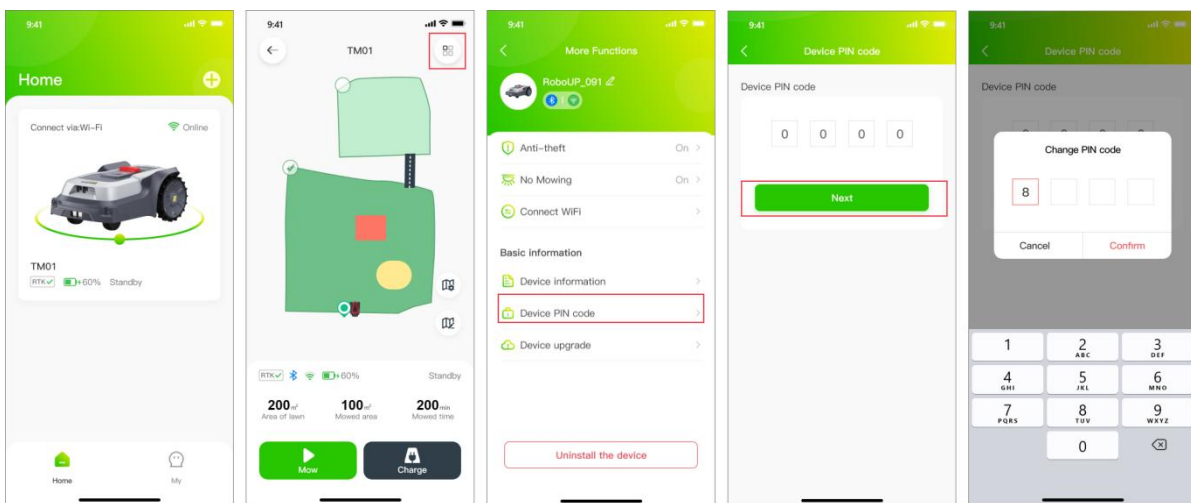 9:41
Home
Connect via:Wi-Fi
Online
TM01
RTK
60%
Standby
Home
My
9:41
TM01
RTK
60%
Standby
200㎡
100㎡
200min
Area of lawn
Mowed area
Mowed time
Mow
Charge
9:41
More Functions
RoboUP_091
Anti-theft
On
No Mowing
On
Connect WiFi
Basic information
Device information
Device PIN code
Device upgrade
Uninstall the device
9:41
Device PIN code
Device PIN code
0 0 0 0
Next
9:41
Device PIN code
Device PIN code
Change PIN code
8
Cancel
Confirm
1
2
ABC
3
DEF
4
GHI
5
JKL
6
MNO
7
PQRS
8
TUV
9
WXYZ
0